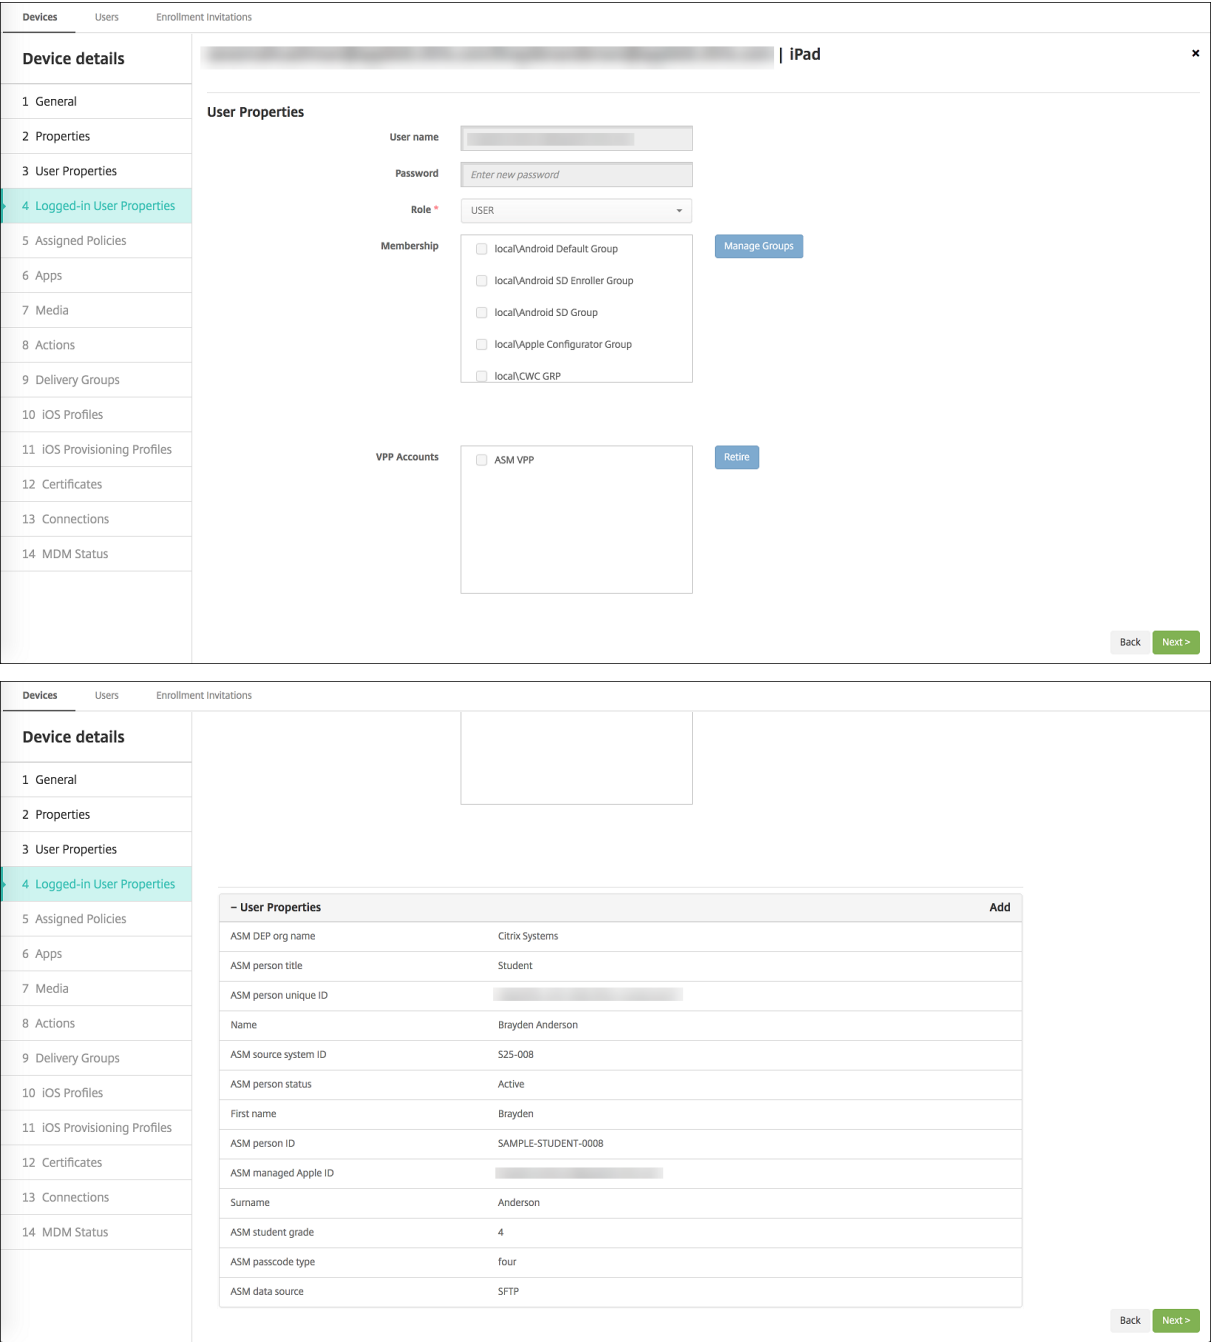 Devices Users Enrollment Invitations
Device details
| iPad
×
1 General
2 Properties
3 User Properties
4 Logged-in User Properties
5 Assigned Policies
6 Apps
7 Media
8 Actions
9 Delivery Groups
10 iOS Profiles
11 iOS Provisioning Profiles
12 Certificates
13 Connections
14 MDM Status
User Properties
User name
Password Enter new password
Role * USER
Membership
local\Android Default Group
local\Android SD Enroller Group
local\Android SD Group
local\Apple Configurator Group
local\CWC GRP
Manage Groups
VPP Accounts
ASM VPP
Retire
Back Next >
Devices Users Enrollment Invitations
Device details
1 General
2 Properties
3 User Properties
4 Logged-in User Properties
5 Assigned Policies
6 Apps
7 Media
8 Actions
9 Delivery Groups
10 iOS Profiles
11 iOS Provisioning Profiles
12 Certificates
13 Connections
14 MDM Status
– User Properties Add
ASM DEP org name Citrix Systems
ASM person title Student
ASM person unique ID
Name Brayden Anderson
ASM source system ID S25-008
ASM person status Active
First name Brayden
ASM person ID SAMPLE-STUDENT-0008
ASM managed Apple ID
Surname Anderson
ASM student grade 4
ASM passcode type four
ASM data source SFTP
Back Next >